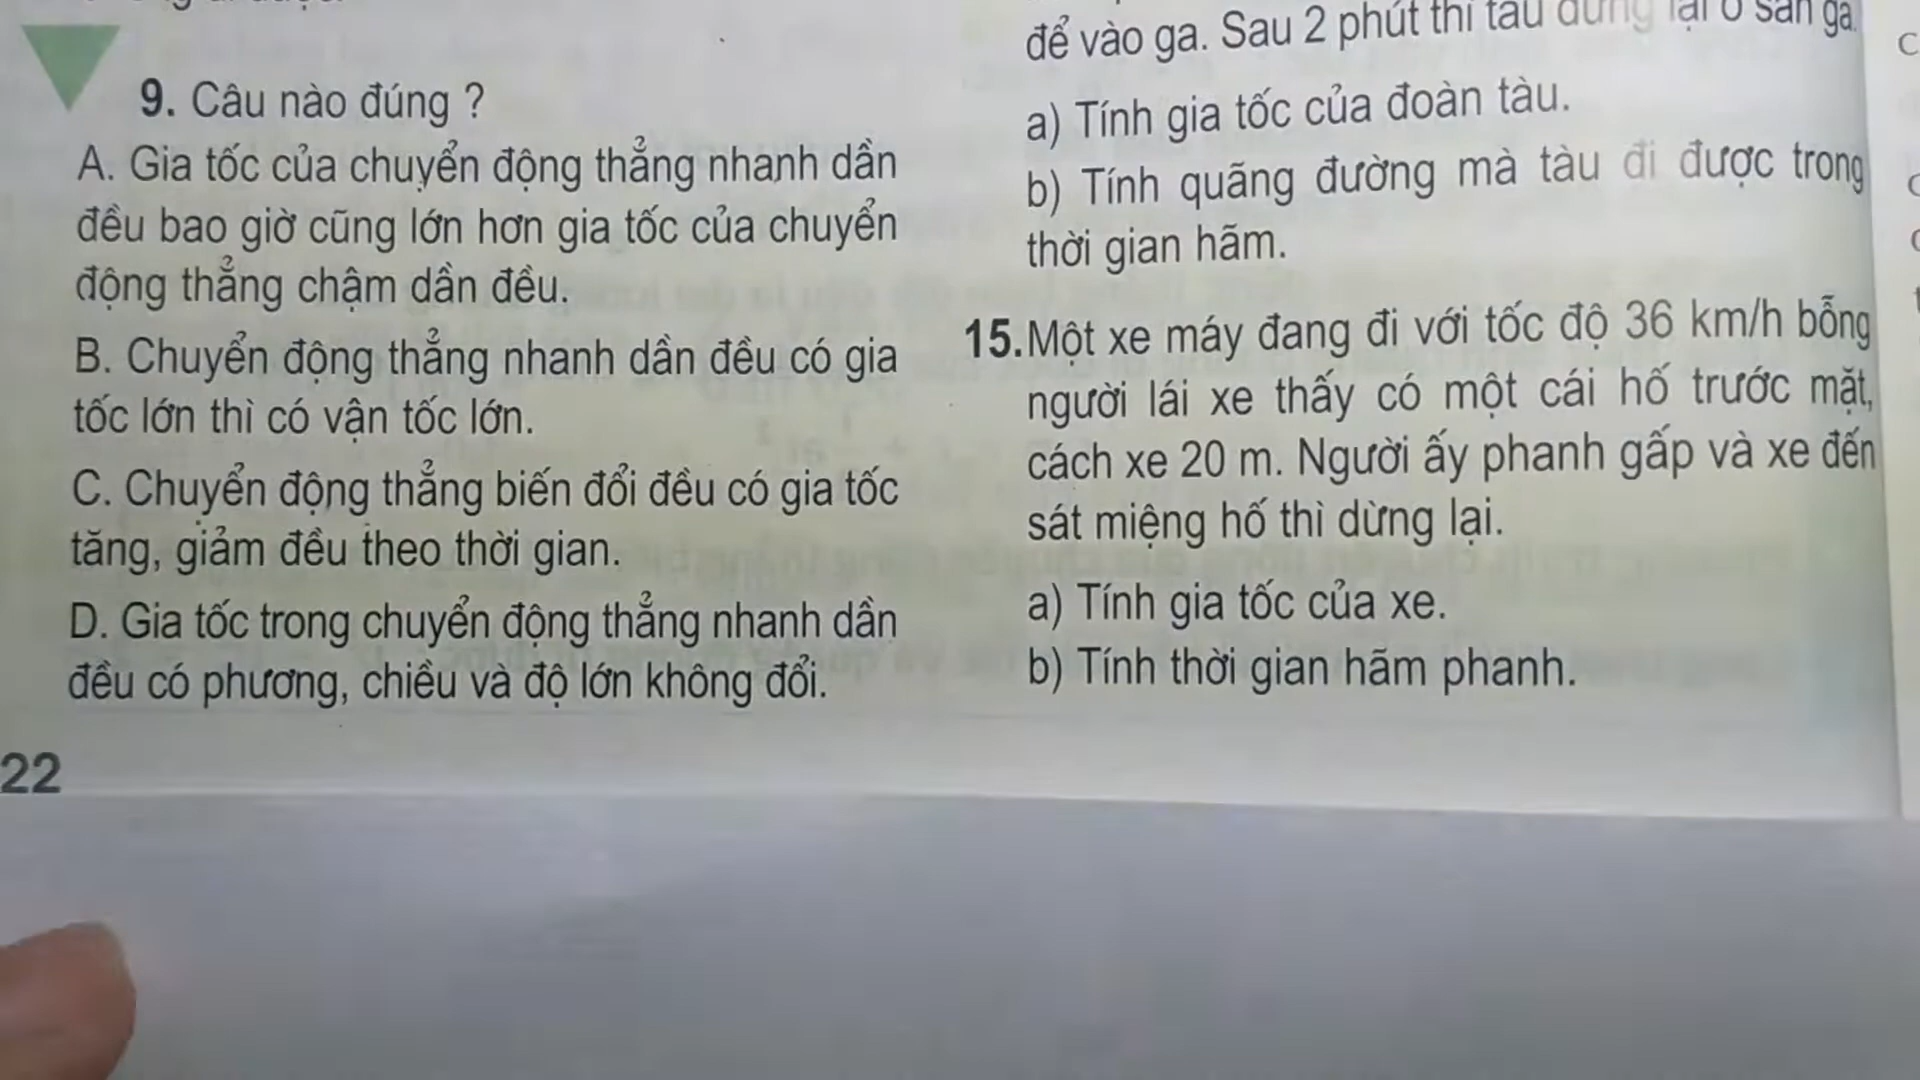 9. Câu nào đúng ?
A. Gia tốc của chuyển động thẳng nhanh dần
đều bao giờ cũng lớn hơn gia tốc của chuyển
động thẳng chậm dần đều.
B. Chuyển động thẳng nhanh dần đều có gia
tốc lớn thì có vận tốc lớn.
C. Chuyển động thẳng biến đổi đều có gia tốc
tăng, giảm đều theo thời gian.
D. Gia tốc trong chuyển động thẳng nhanh dần
đều có phương, chiều và độ lớn không đổi.
22
để vào ga. Sau 2 phút thì tàu dừng lại ở sân ga.
a) Tính gia tốc của đoàn tàu.
b) Tính quãng đường mà tàu đi được trong
thời gian hãm.
15. Một xe máy đang đi với tốc độ 36 km/h bỗng
người lái xe thấy có một cái hố trước mặt,
cách xe 20 m. Người ấy phanh gấp và xe đến
sát miệng hố thì dừng lại.
a) Tính gia tốc của xe.
b) Tính thời gian hãm phanh.